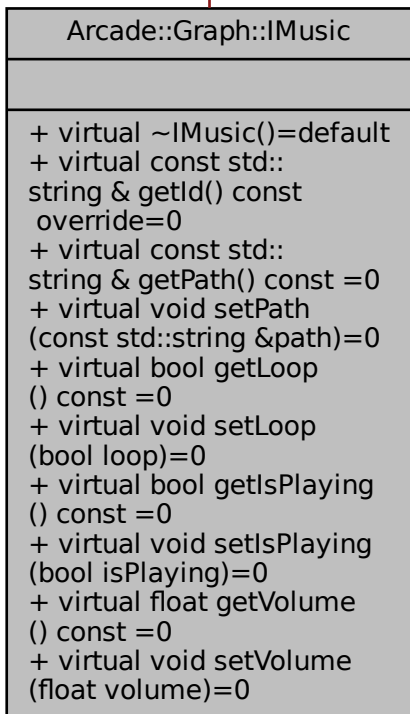 Arcade::Graph::IMusic
+ virtual ~IMusic()=default
+ virtual const std::
string & getId() const
override=0
+ virtual const std::
string & getPath() const =0
+ virtual void setPath
(const std::string &path)=0
+ virtual bool getLoop
() const =0
+ virtual void setLoop
(bool loop)=0
+ virtual bool getIsPlaying
() const =0
+ virtual void setIsPlaying
(bool isPlaying)=0
+ virtual float getVolume
() const =0
+ virtual void setVolume
(float volume)=0